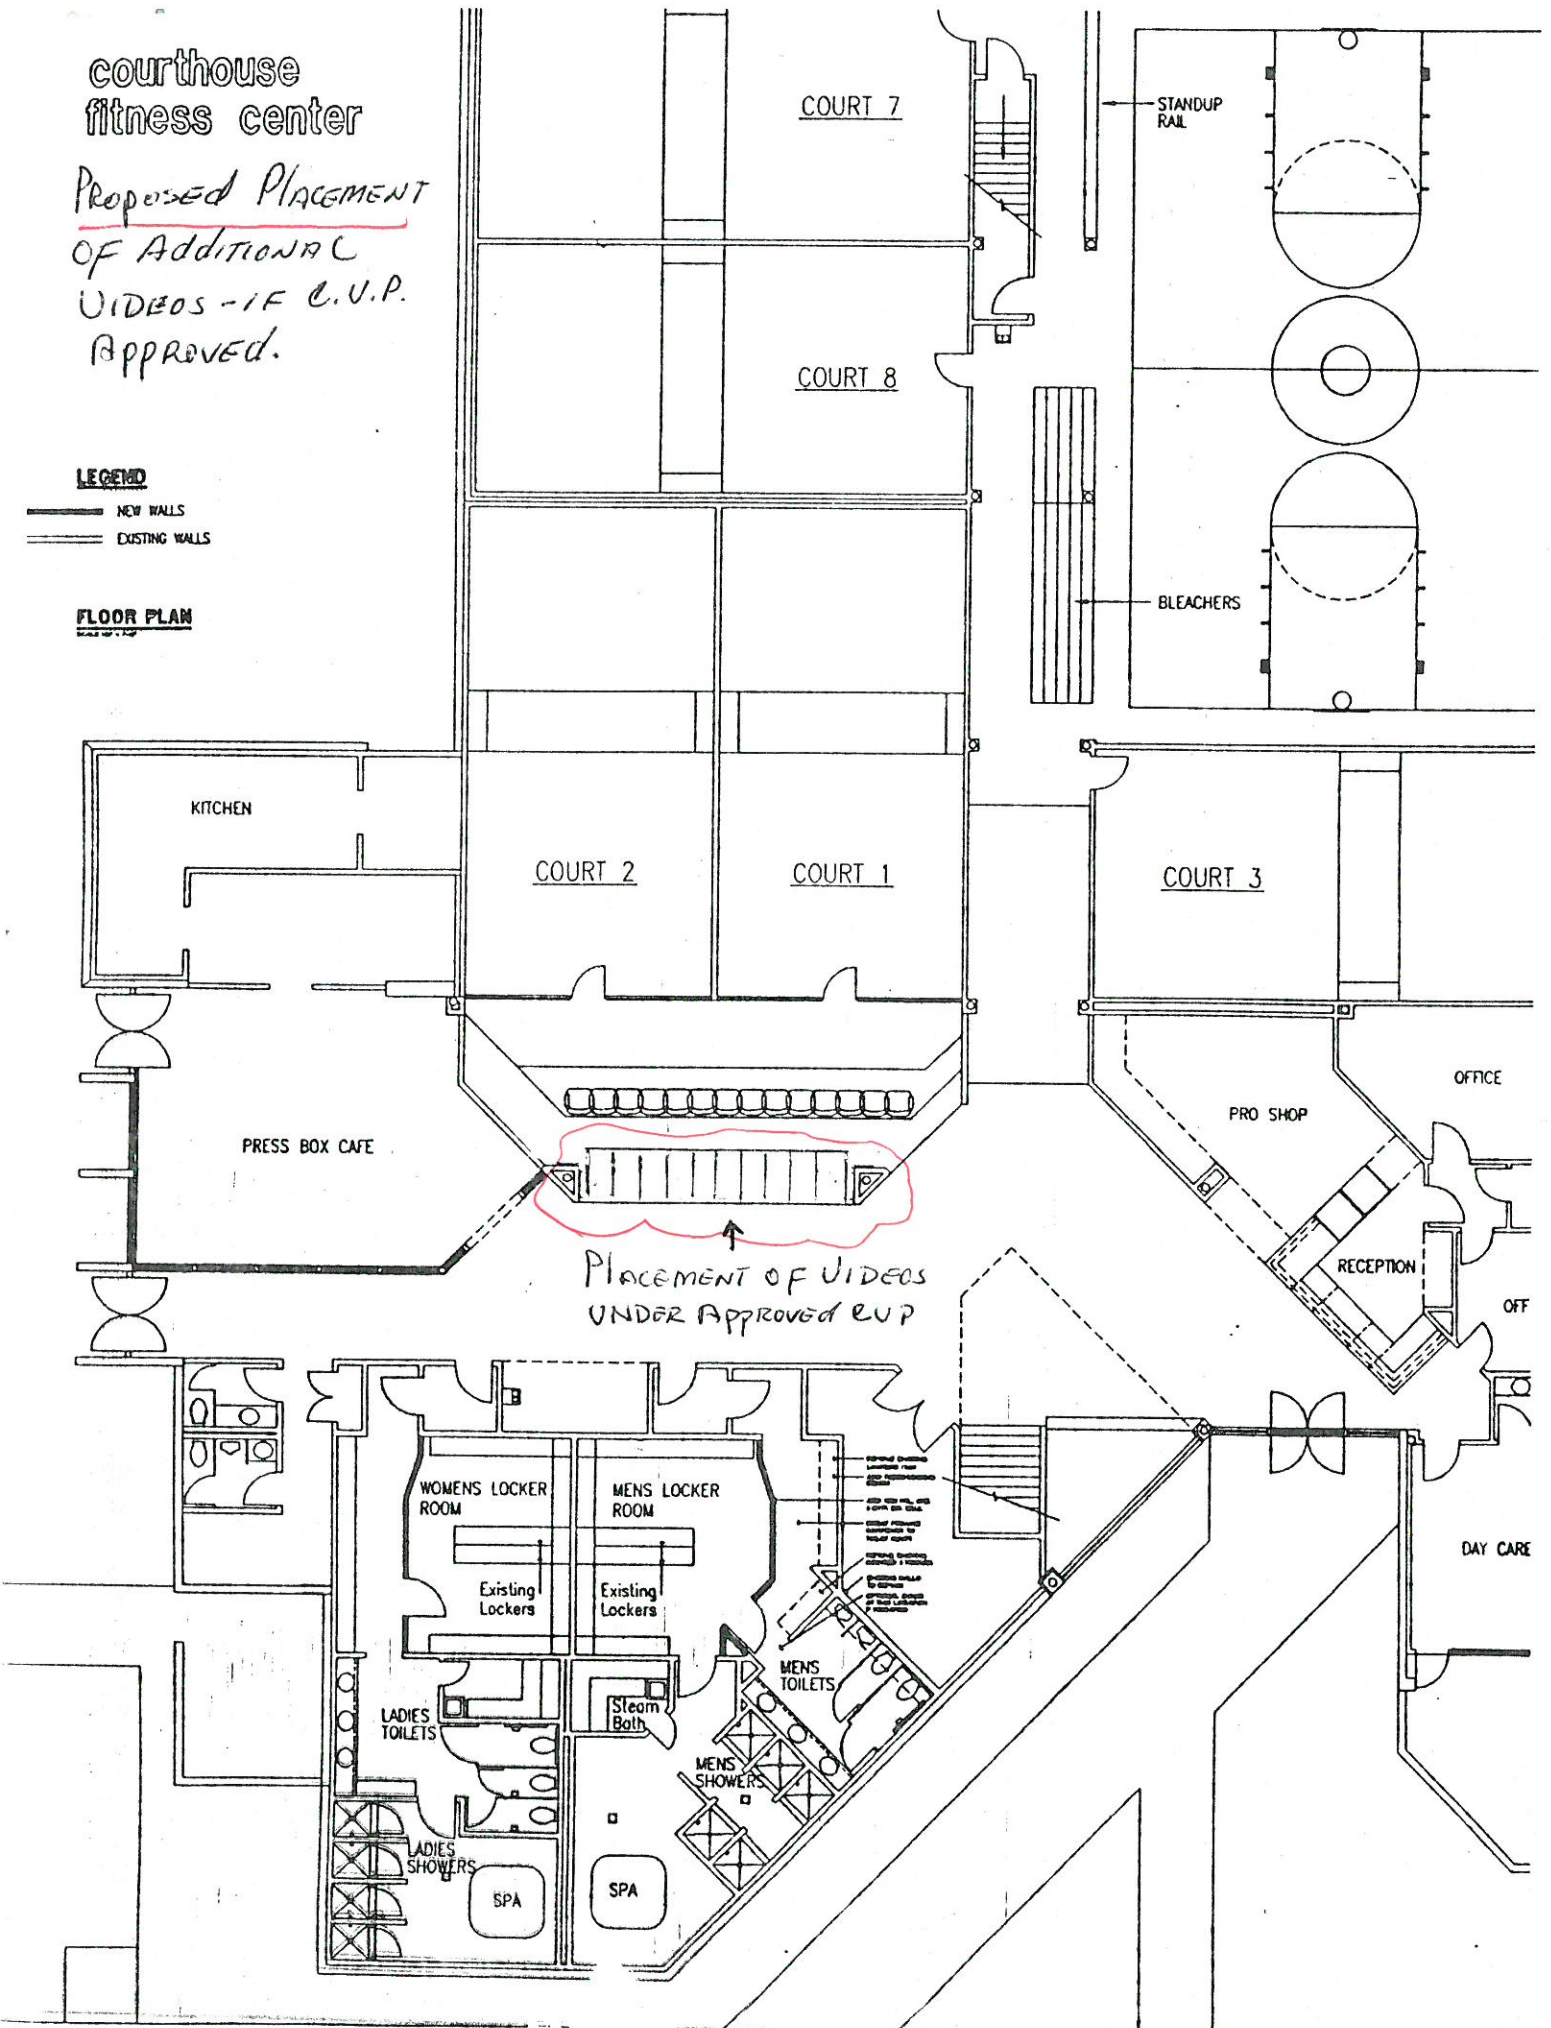 courthouse
fitness center
Proposed Placement
OF Additional
VIDEOS - IF C.U.P.
Approved.
LEGEND
NEW WALLS
EXISTING WALLS
FLOOR PLAN
COURT 7
STANDUP
RAIL
COURT 8
BLEACHERS
KITCHEN
COURT 2
COURT 1
COURT 3
OFFICE
PRO SHOP
PRESS BOX CAFE
RECEPTION
Placement OF VIDEOS
UNDER Approved CUP
OFF
WOMENS LOCKER
ROOM
MENS LOCKER
ROOM
DAY CARE
Existing
Lockers
Existing
Lockers
MENS
TOILETS
LADIES
TOILETS
Steam
Bath
MENS
SHOWERS
LADIES
SHOWERS
SPA
SPA